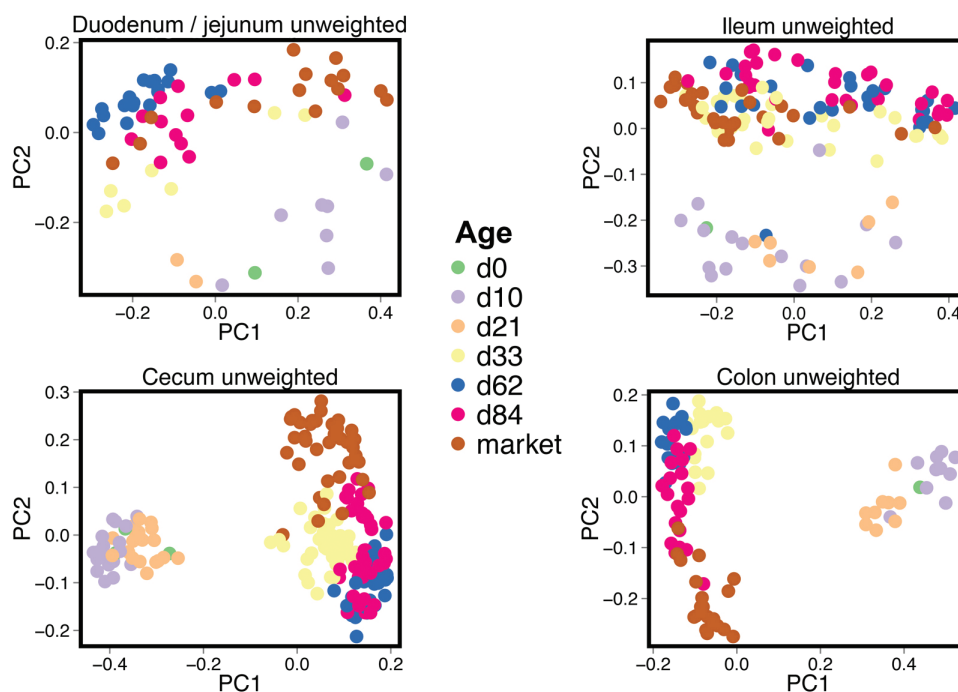 Duodenum / jejunum unweighted
0.2
0.0
−0.2
PC2
−0.2 0.0 0.2 0.4
PC1
Ileum unweighted
0.1
0.0
−0.1
−0.2
−0.3
PC2
−0.2 0.0 0.2 0.4
PC1
Age
d0
d10
d21
d33
d62
d84
market
Cecum unweighted
0.3
0.2
0.1
0.0
−0.1
−0.2
PC2
−0.4 −0.2 0.0 0.2
PC1
Colon unweighted
0.2
0.1
0.0
−0.1
−0.2
PC2
−0.2 0.0 0.2 0.4
PC1